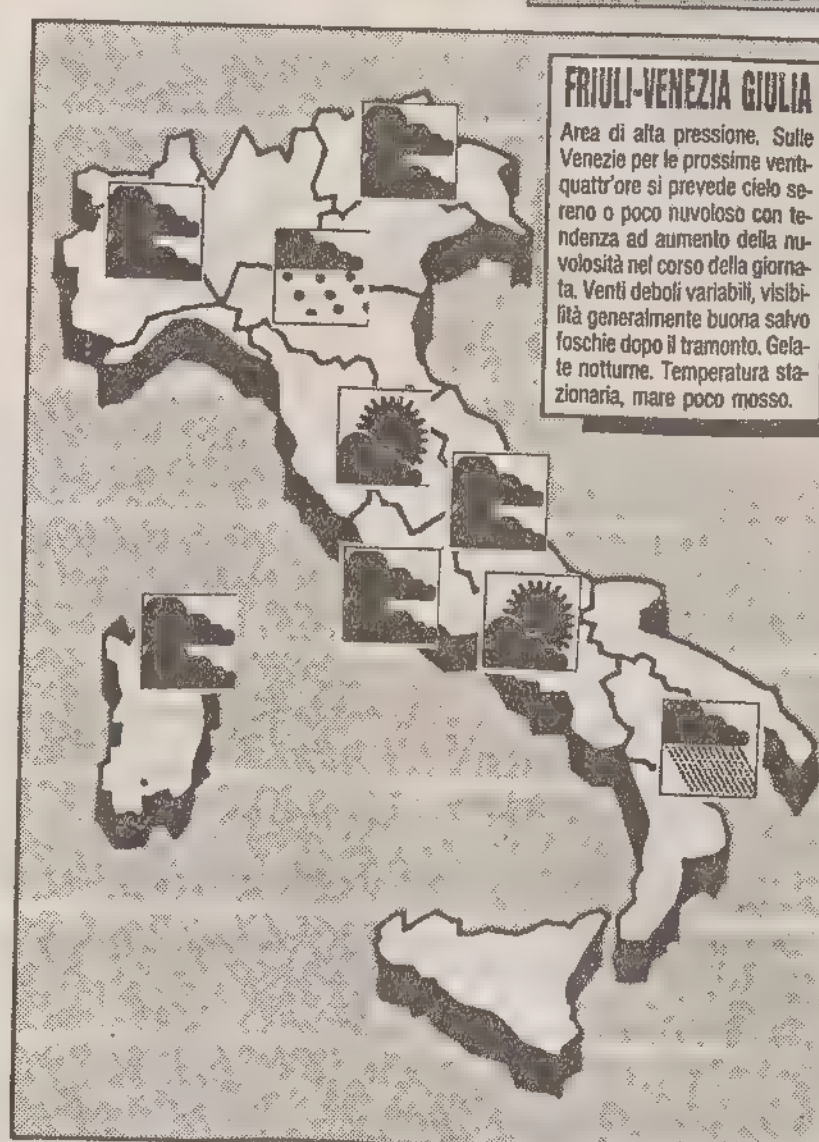 FRIULI-VENEZIA GIULIA
Area di alta pressione. Sulle
Venezie per le prossime venti-
quattr'ore si prevede cielo se-
reno o poco nuvoloso con te-
ndenza ad aumento della nu-
volosità nel corso della giorna-
ta. Venti deboli variabili, visibi-
lità generalmente buona salvo
foschie dopo il tramonto. Gela-
te notturne. Temperatura sta-
zionaria, mare poco mosso.